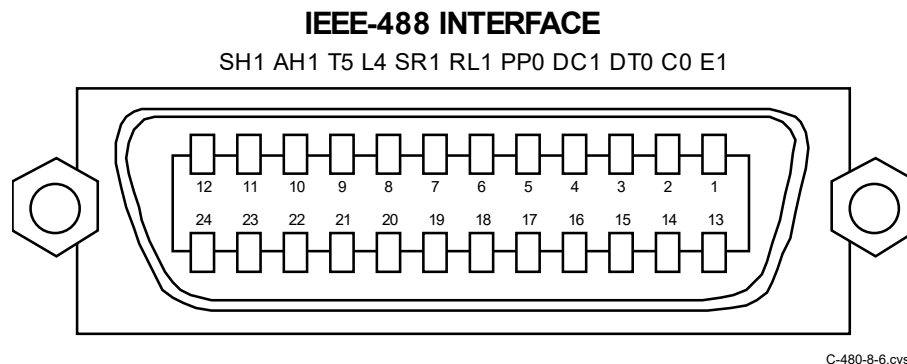 IEEE-488 INTERFACE
SH1 AH1 T5 L4 SR1 RL1 PP0 DC1 DT0 C0 E1
12 11 10 9 8 7 6 5 4 3 2 1
24 23 22 21 20 19 18 17 16 15 14 13
C-480-8-6.cvs